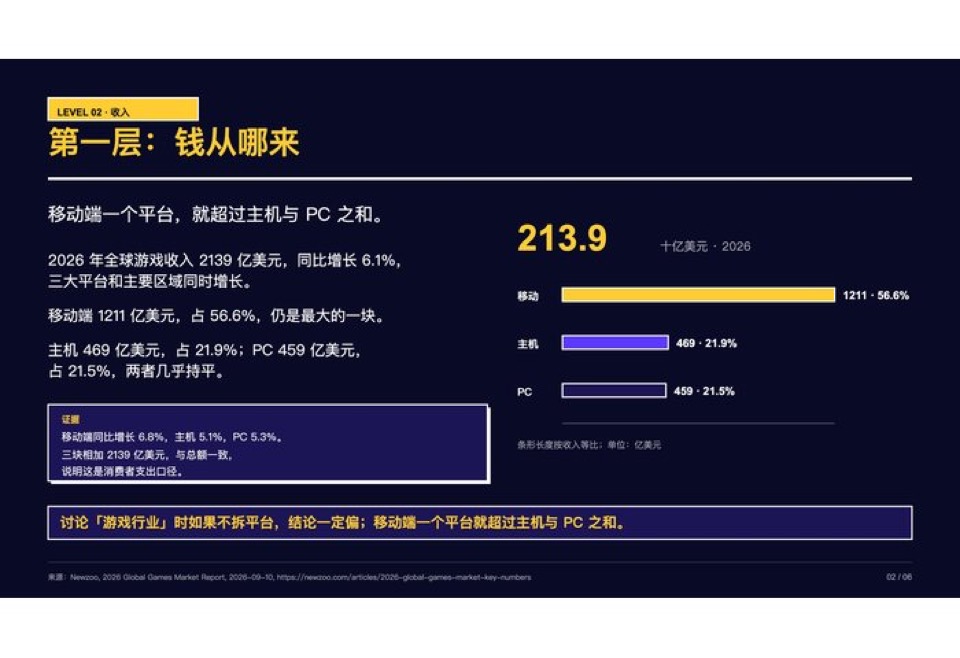 LEVEL 02 · 收入
第一层：钱从哪来
移动端一个平台，就超过主机与 PC 之和。
2026 年全球游戏收入 2139 亿美元，同比增长 6.1%，
三大平台和主要区域同时增长。
移动端 1211 亿美元，占 56.6%，仍是最大的一块。
主机 469 亿美元，占 21.9%；PC 459 亿美元，
占 21.5%，两者几乎持平。
证据
移动端同比增长 6.8%，主机 5.1%，PC 5.3%。
三块相加 2139 亿美元，与总额一致，
说明这是消费者支出口径。
213.9
十亿美元 · 2026
移动
1211 · 56.6%
主机
469 · 21.9%
PC
459 · 21.5%
条形长度按收入等比；单位：亿美元
讨论「游戏行业」时如果不拆平台，结论一定偏；移动端一个平台就超过主机与 PC 之和。
来源：Newzoo, 2026 Global Games Market Report, 2026-09-10, https://newzoo.com/articles/2026-global-games-market-key-numbers
02 / 06